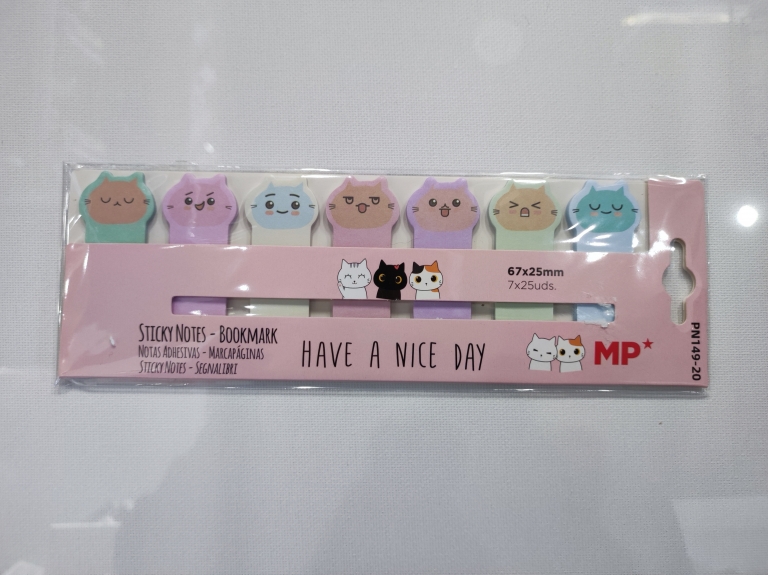 67x25mm
7x25uds.
STICKY NOTES - BOOKMARK
NOTAS ADHESIVAS - MARCAPÁGINAS
STICKY NOTES - SEGNALIBRI
HAVE A NICE DAY
MP*
PN149-20